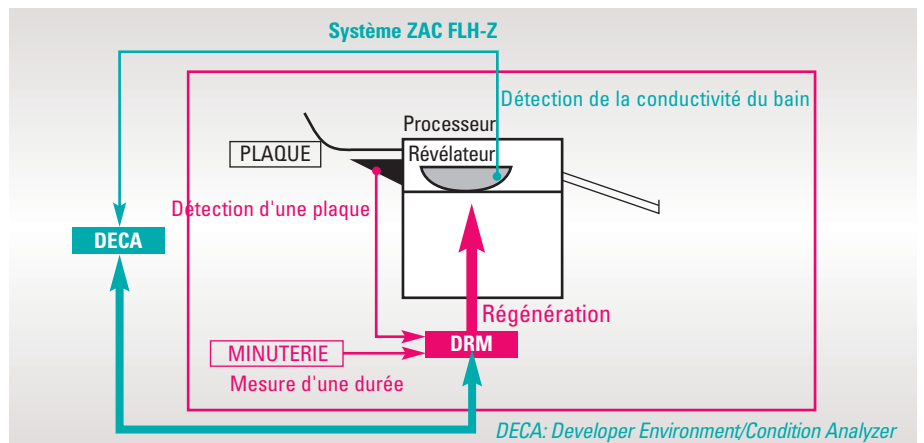 Système ZAC FLH-Z
Détection de la conductivité du bain
Processeur
PLAQUE
Révélateur
Détection d'une plaque
DECA
Régénération
MINUTERIE
DRM
Mesure d'une durée
DECA: Developer Environment/Condition Analyzer